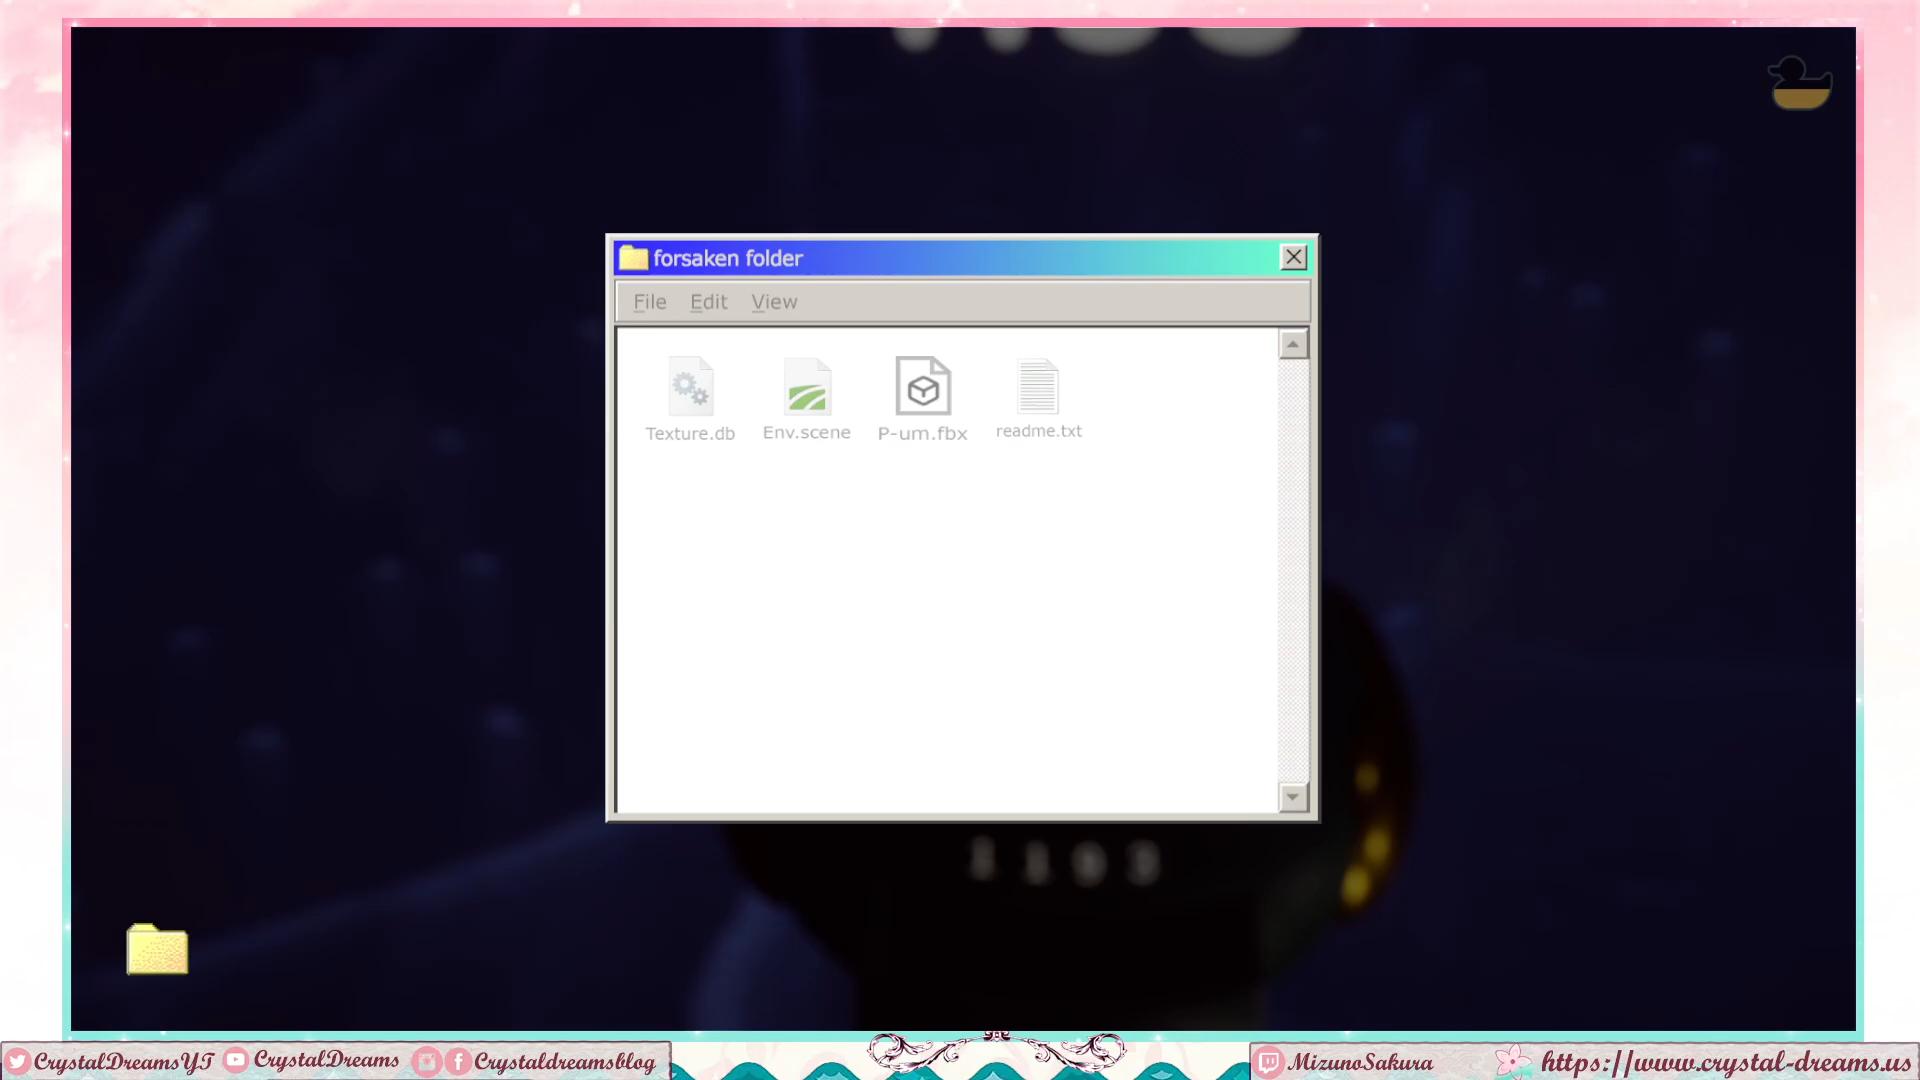 forsaken folder
File Edit View
Texture.db Env.scene P-um.fbx readme.txt
CrystalDreamsYT CrystalDreams Crystaldreamsblog MizunoSakura https://www.crystal-dreams.us